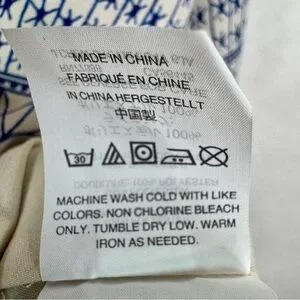 MADE IN CHINA
FABRIQUÉ EN CHINE
IN CHINA HERGESTELLT
中国製
30
MACHINE WASH COLD WITH LIKE
COLORS. NON CHLORINE BLEACH
ONLY. TUMBLE DRY LOW. WARM
IRON AS NEEDED.